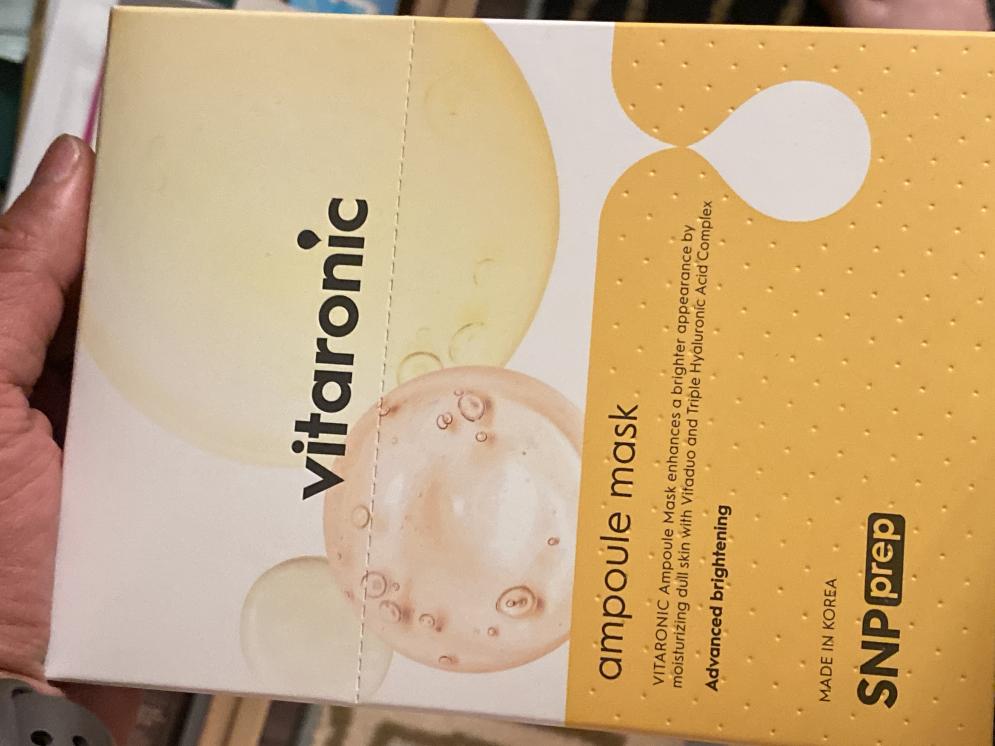 vitaronic
ampoule mask
VITARONIC Ampoule Mask enhances a brighter appearance by
moisturizing dull skin with Vitaduo and Triple Hyaluronic Acid Complex
Advanced brightening
MADE IN KOREA
SNP prep